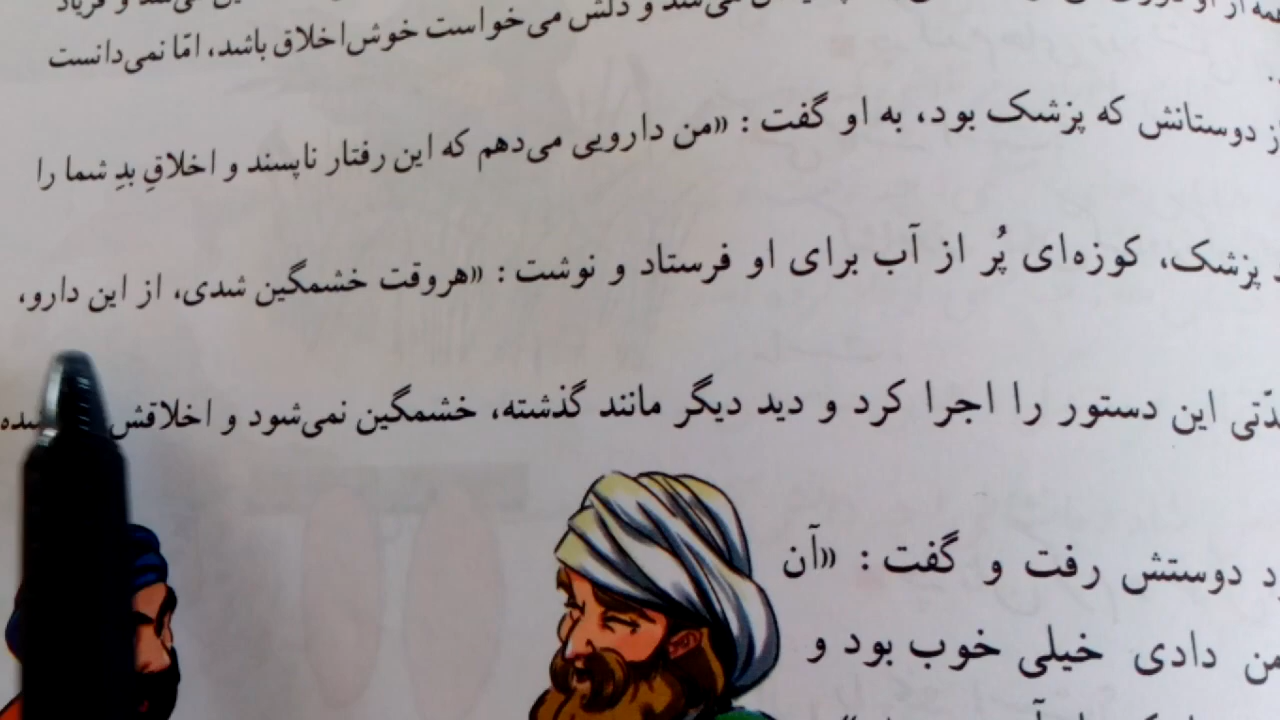 همه از او
دلش می‌خواست خوش‌اخلاق باشد، امّا نمی‌دانست
از دوستانش که پزشک بود، به او گفت : «من دارویی می‌دهم که این رفتار ناپسند و اخلاقِ بدِ شما را
پزشک، کوزه‌ای پُر از آب برای او فرستاد و نوشت : «هروقت خشمگین شدی، از این دارو،
مدّتی این دستور را اجرا کرد و دید دیگر مانند گذشته، خشمگین نمی‌شود و اخلاقش
دوستش رفت و گفت : «آن
من دادی خیلی خوب بود و